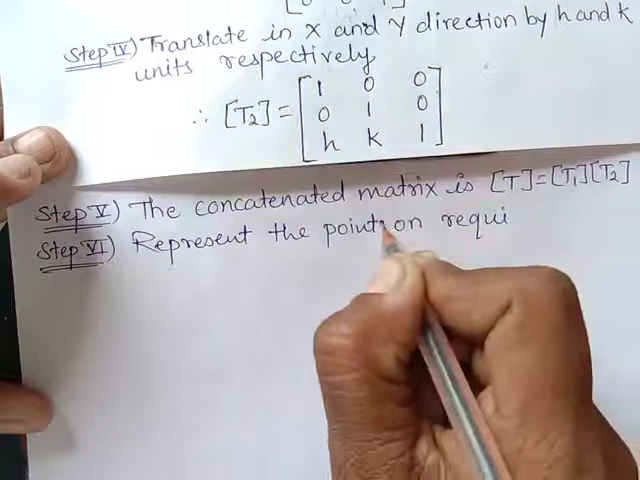 Step IV) Translate in X and Y direction by h and k
units respectively
∴ [T₂] = [1 0 0
0 1 0
h k 1]
Step V) The concatenated matrix is [T]=[T₁][T₂]
Step VI) Represent the point on requi